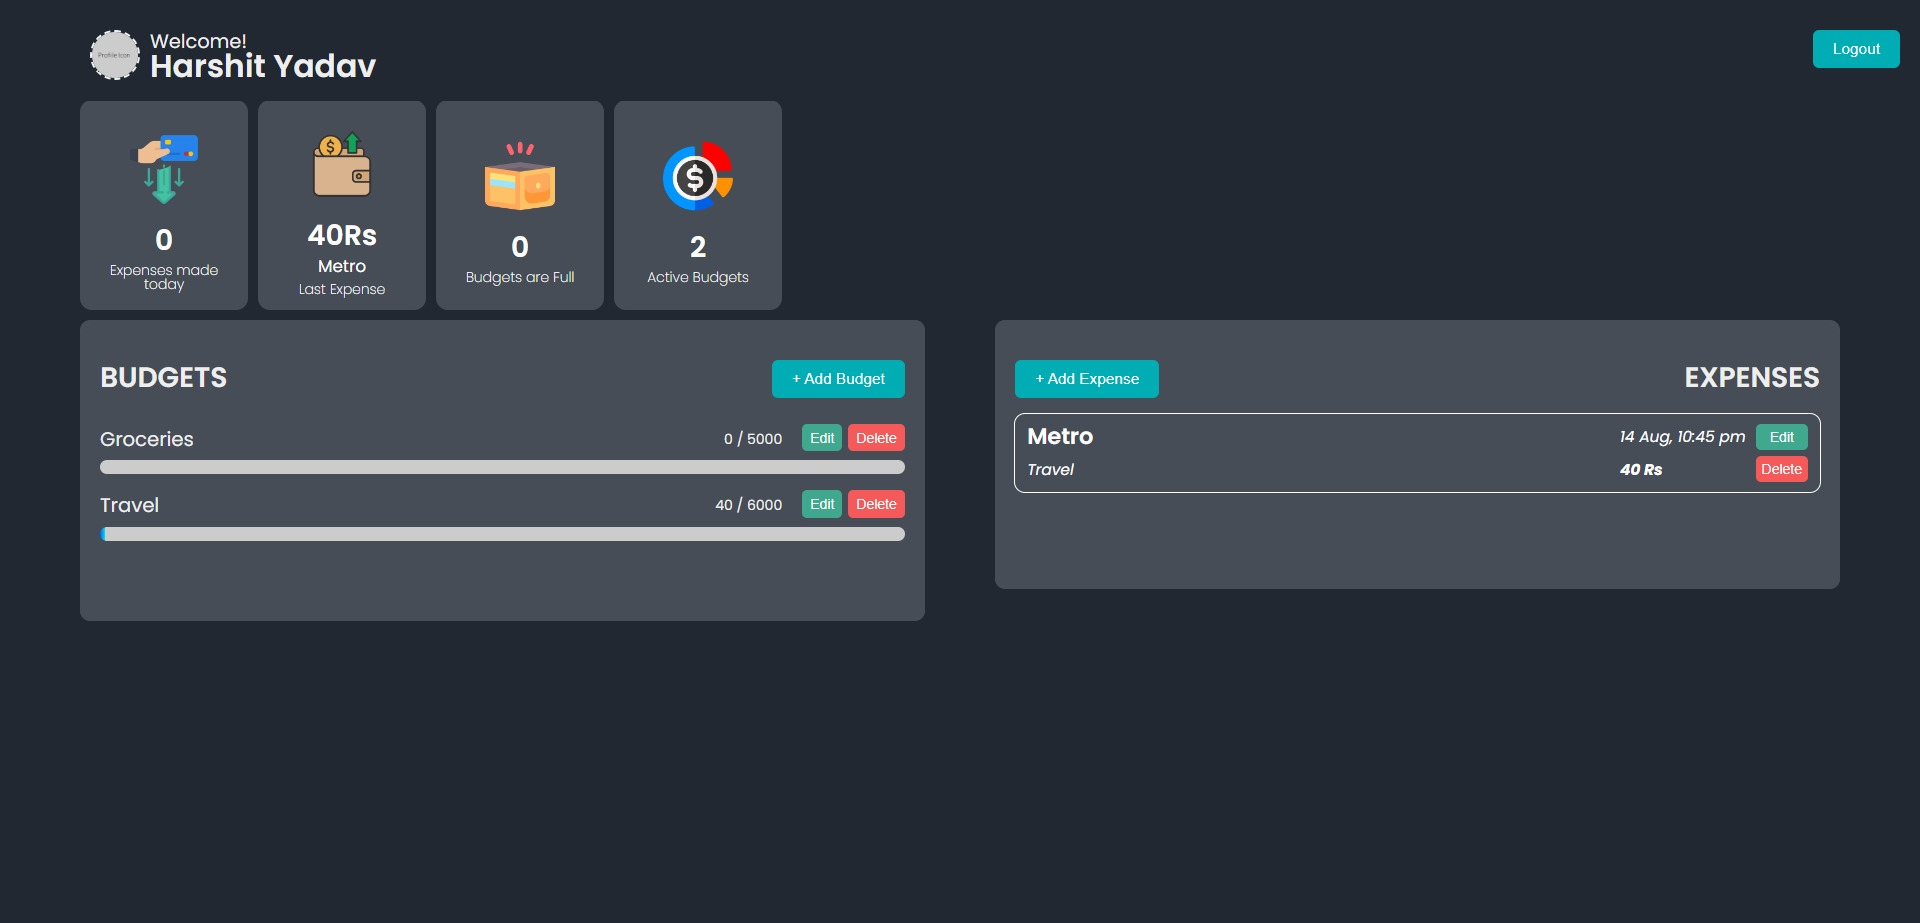 Profile Icon
Welcome!
Harshit Yadav
Logout
0
Expenses made
today
40Rs
Metro
Last Expense
0
Budgets are Full
2
Active Budgets
BUDGETS
+ Add Budget
Groceries
0 / 5000
Edit
Delete
Travel
40 / 6000
Edit
Delete
+ Add Expense
EXPENSES
Metro
14 Aug, 10:45 pm
Edit
Travel
40 Rs
Delete